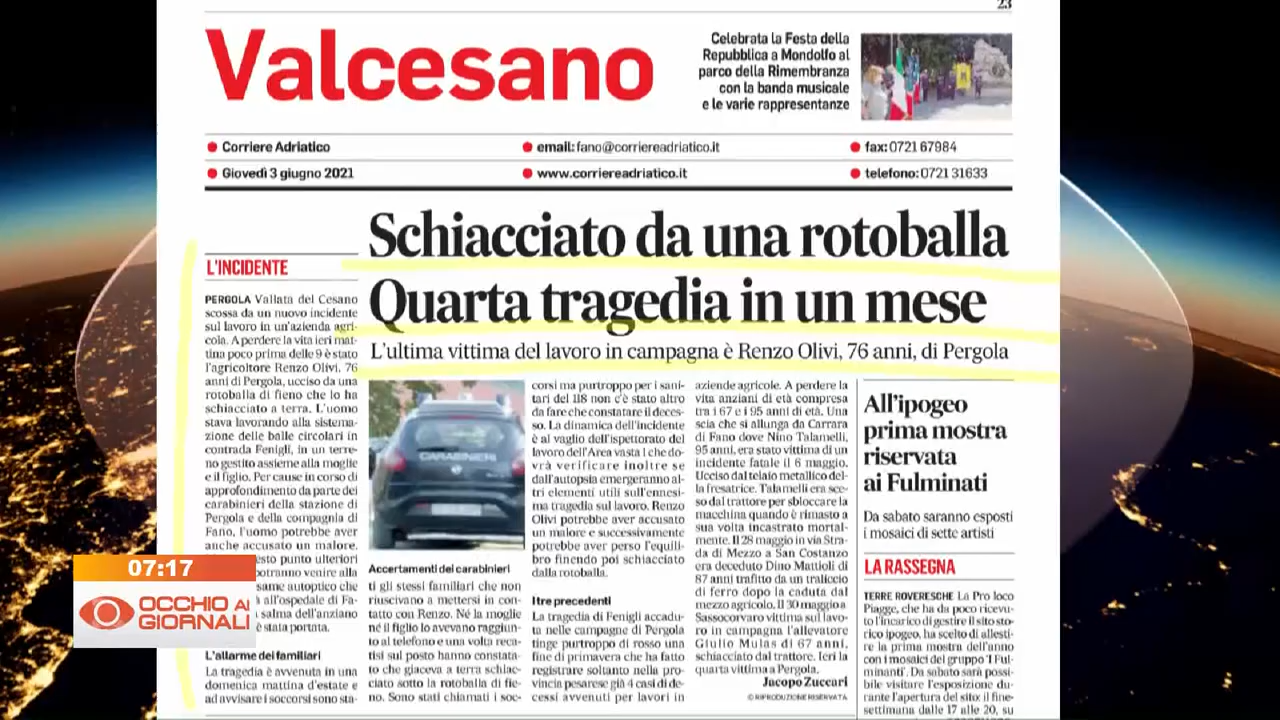 23
Valcesano
Celebrata la Festa della
Repubblica a Mondolfo al
parco della Rimembranza
con la banda musicale
e le varie rappresentanze
Corriere Adriatico
email: fano@corriereadriatico.it
fax: 0721 67984
Giovedì 3 giugno 2021
www.corriereadriatico.it
telefono: 0721 31633
Schiacciato da una rotoballa
Quarta tragedia in un mese
L'ultima vittima del lavoro in campagna è Renzo Olivi, 76 anni, di Pergola
L'INCIDENTE
PERGOLA Vallata del Cesano
scossa da un nuovo incidente
sul lavoro in un'azienda agri-
cola. A perdere la vita ieri mat-
tina poco prima delle 9 è stato
l'agricoltore Renzo Olivi, 76
anni di Pergola, ucciso da una
rotoballa di fieno che lo ha
schiacciato a terra. L'uomo
stava lavorando alla sistema-
zione delle balle circolari in
contrada Fenigli, in un terre-
no gestito assieme alla moglie
e il figlio. Per cause in corso di
approfondimento da parte dei
carabinieri della stazione di
Pergola e della compagnia di
Fano, l'uomo potrebbe aver
anche accusato un malore.
esto punto ulteriori
potranno venire alla
same autoptico che
all'ospedale di Fa-
salma dell'anziano
è stata portata.
L'allarme dei familiari
La tragedia è avvenuta in una
domenica mattina d'estate e
ad avvisare i soccorsi sono sta-
CARABINIERI
Accertamenti dei carabinieri
ti gli stessi familiari che non
riuscivano a mettersi in con-
tatto con Renzo. Né la moglie
né il figlio lo avevano raggiun-
to al telefono e una volta reca-
tisi sul posto hanno constata-
to che giaceva a terra schiac-
ciato sotto la rotoballa di fie-
no. Sono stati chiamati i soc-
corsi ma purtroppo per i sani-
tari del 118 non c'è stato altro
da fare che constatare il deces-
so. La dinamica dell'incidente
è al vaglio dell'ispettorato del
lavoro dell'Area vasta 1 che do-
vrà verificare inoltre se
dall'autopsia emergeranno al-
tri elementi utili sull'ennesi-
ma tragedia sul lavoro. Renzo
Olivi potrebbe aver accusato
un malore e successivamente
potrebbe aver perso l'equili-
brio finendo poi schiacciato
dalla rotoballa.
I tre precedenti
La tragedia di Fenigli accadu-
ta nelle campagne di Pergola
tinge purtroppo di rosso una
fine di primavera che ha fatto
registrare soltanto nella pro-
vincia pesarese già 4 casi di de-
cessi avvenuti per lavori in
aziende agricole. A perdere la
vita anziani di età compresa
tra i 67 e i 95 anni di età. Una
scia che si allunga da Carrara
di Fano dove Nino Talamelli,
95 anni, era stato vittima di un
incidente fatale il 6 maggio.
Ucciso dal telaio metallico del-
la fresatrice. Talamelli era sce-
so dal trattore per sbloccare la
macchina quando è rimasto a
sua volta incastrato mortal-
mente. Il 28 maggio in via Stra-
da di Mezzo a San Costanzo
era deceduto Dino Mattioli di
87 anni trafitto da un traliccio
di ferro dopo la caduta dal
mezzo agricolo. Il 30 maggio a
Sassocorvaro vittima sul lavo-
ro in campagna l'allevatore
Giulio Mulas di 67 anni,
schiacciato dal trattore. Ieri la
quarta vittima a Pergola.
Jacopo Zuccari
© RIPRODUZIONE RISERVATA
All'ipogeo
prima mostra
riservata
ai Fulminati
Da sabato saranno esposti
i mosaici di sette artisti
LA RASSEGNA
TERRE ROVERESCHE La Pro loco
Piagge, che ha da poco ricevu-
to l'incarico di gestire il sito sto-
rico ipogeo, ha scelto di allesti-
re la prima mostra dell'anno
con i mosaici del gruppo 'I Ful-
minati'. Da sabato sarà possi-
bile visitare l'esposizione du-
rante l'apertura del sito: il fine-
settimana dalle 17 alle 20, su
07:17
OCCHIO AI
GIORNALI